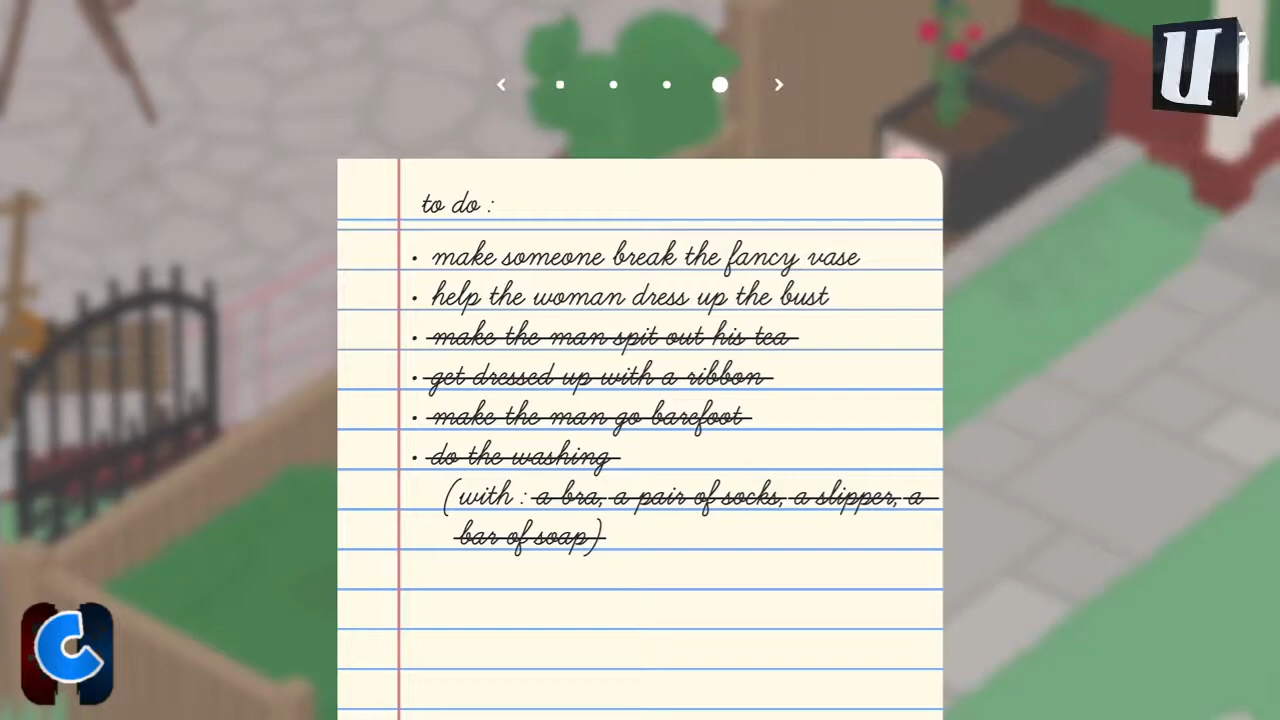 U
to do :
• make someone break the fancy vase
• help the woman dress up the bust
• make the man spit out his tea
• get dressed up with a ribbon
• make the man go barefoot
• do the washing
(with : a bra, a pair of socks, a slipper, a
bar of soap)
C